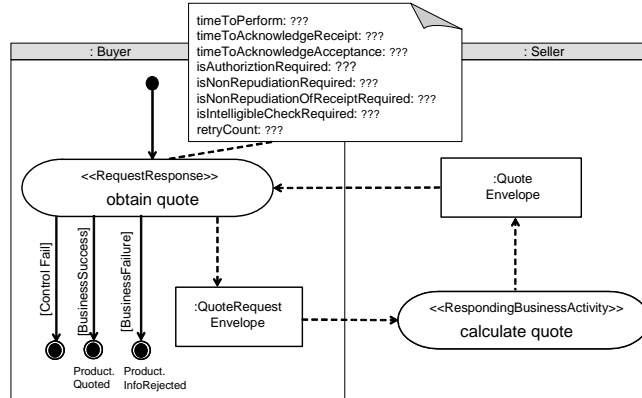 timeToPerform: ???
timeToAcknowledgeReceipt: ???
timeToAcknowledgeAcceptance: ???
isAuthoriztionRequired: ???
isNonRepudiationRequired: ???
isNonRepudiationOfReceiptRequired: ???
isIntelligibleCheckRequired: ???
retryCount: ???
: Buyer
: Seller
<<RequestResponse>>
obtain quote
:Quote
Envelope
[Control Fail]
[BusinessSuccess]
[BusinessFailure]
:QuoteRequest
Envelope
<<RespondingBusinessActivity>>
calculate quote
Product.
Quoted
Product.
InfoRejected